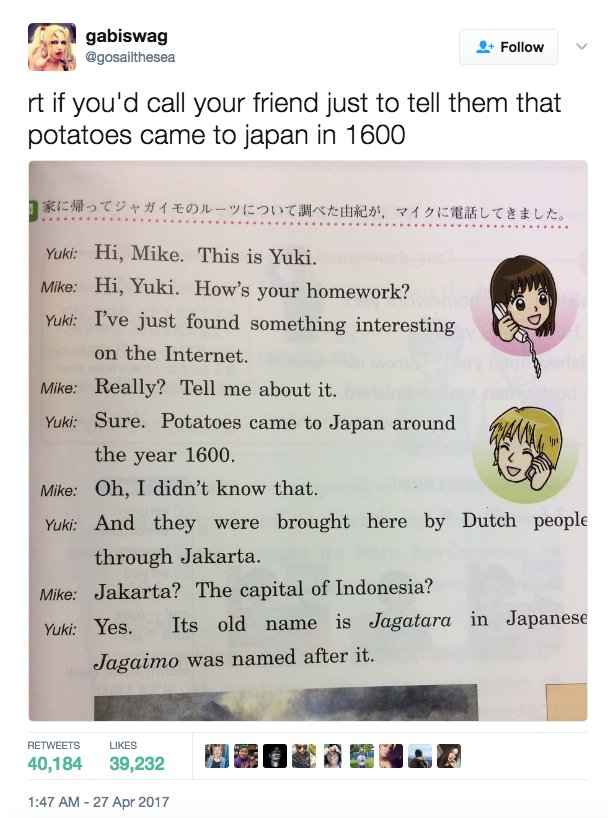 gabiswag
@gosailthesea
Follow
rt if you'd call your friend just to tell them that
potatoes came to japan in 1600
家に帰ってジャガイモのルーツについて調べた由紀が，マイクに電話してきました。
Yuki: Hi, Mike. This is Yuki.
Mike: Hi, Yuki. How's your homework?
Yuki: I've just found something interesting
on the Internet.
Mike: Really? Tell me about it.
Yuki: Sure. Potatoes came to Japan around
the year 1600.
Mike: Oh, I didn't know that.
Yuki: And they were brought here by Dutch people
through Jakarta.
Mike: Jakarta? The capital of Indonesia?
Yuki: Yes. Its old name is Jagatara in Japanese
Jagaimo was named after it.
RETWEETS LIKES
40,184 39,232
1:47 AM - 27 Apr 2017